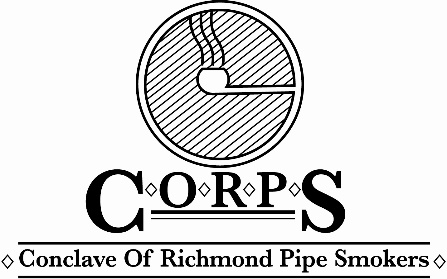 C◇O◇R◇P◇S
◇ Conclave Of Richmond Pipe Smokers ◇